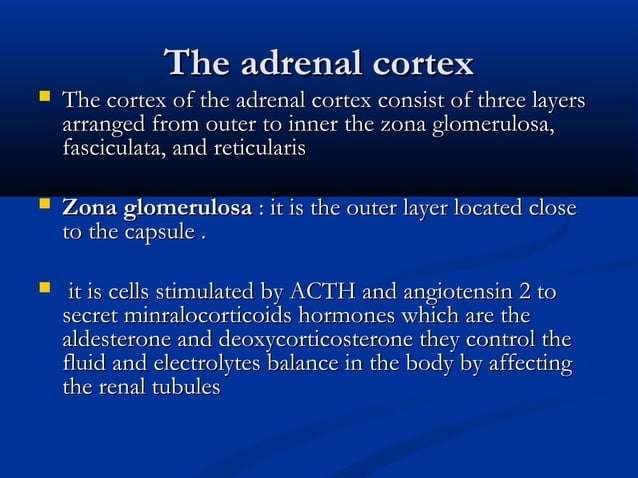 The adrenal cortex
The cortex of the adrenal cortex consist of three layers
arranged from outer to inner the zona glomerulosa,
fasciculata, and reticularis
Zona glomerulosa : it is the outer layer located close
to the capsule .
it is cells stimulated by ACTH and angiotensin 2 to
secret minralocorticoids hormones which are the
aldesterone and deoxycorticosterone they control the
fluid and electrolytes balance in the body by affecting
the renal tubules